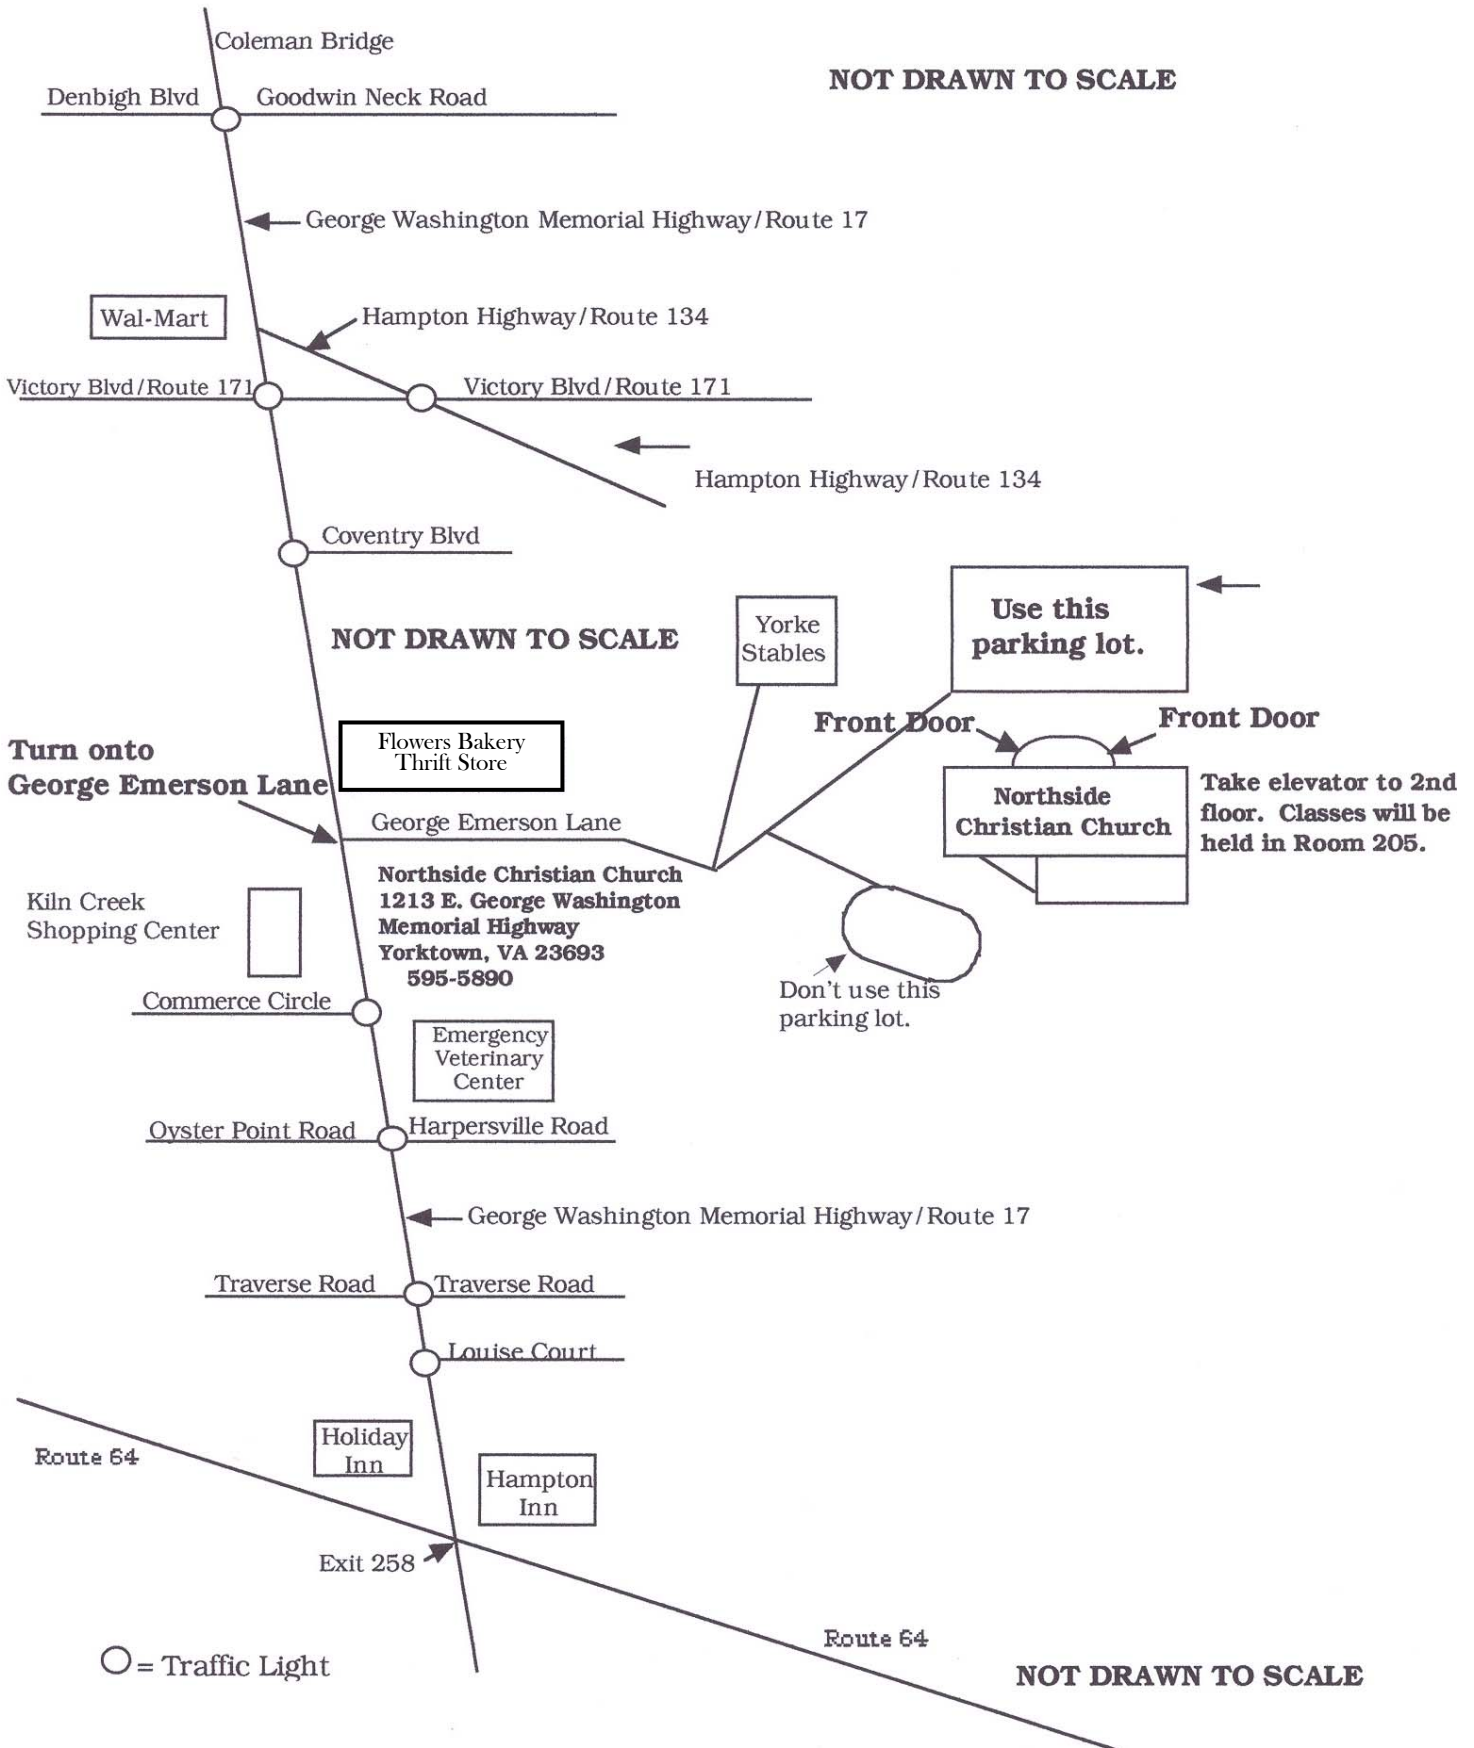 Coleman Bridge
NOT DRAWN TO SCALE
Denbigh Blvd
Goodwin Neck Road
George Washington Memorial Highway/Route 17
Wal-Mart
Hampton Highway/Route 134
Victory Blvd/Route 171
Victory Blvd/Route 171
Hampton Highway/Route 134
Coventry Blvd
NOT DRAWN TO SCALE
Yorke
Stables
Use this
parking lot.
Front Door
Front Door
Turn onto
George Emerson Lane
Flowers Bakery
Thrift Store
Northside
Christian Church
Take elevator to 2nd
floor. Classes will be
held in Room 205.
George Emerson Lane
Northside Christian Church
1213 E. George Washington
Memorial Highway
Yorktown, VA 23693
595-5890
Kiln Creek
Shopping Center
Don't use this
parking lot.
Commerce Circle
Emergency
Veterinary
Center
Oyster Point Road
Harpersville Road
George Washington Memorial Highway/Route 17
Traverse Road
Traverse Road
Louise Court
Holiday
Inn
Hampton
Inn
Route 64
Exit 258
Route 64
= Traffic Light
NOT DRAWN TO SCALE